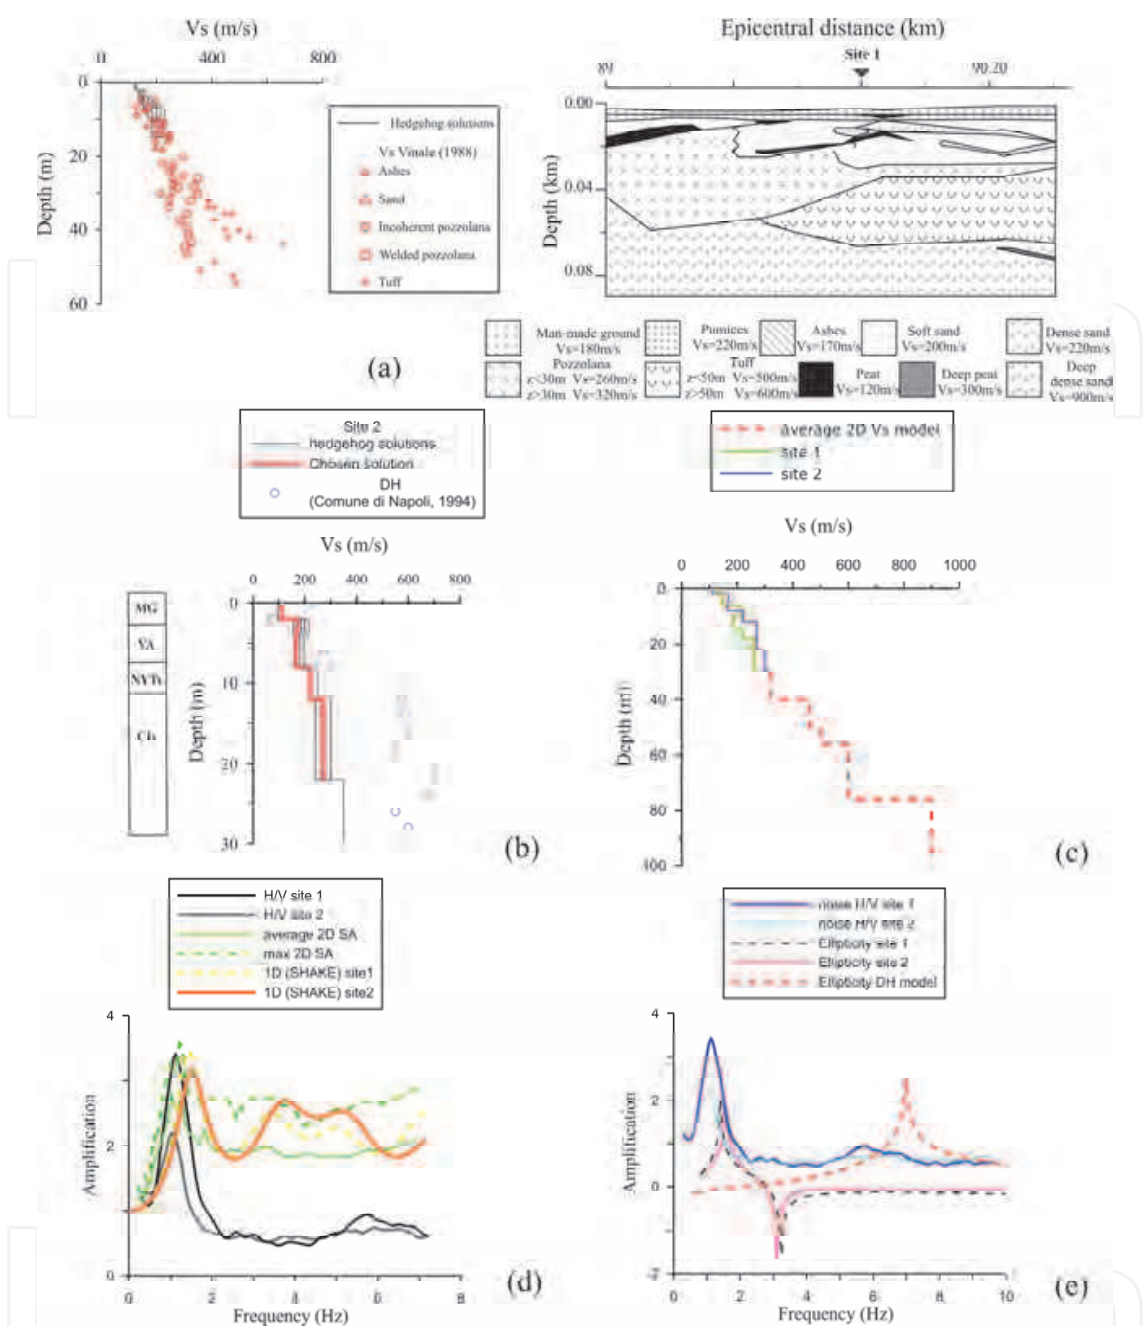 Vs (m/s)
0 400 800
0
20
40
60
Depth (m)
Hedgehog solutions
Vs Vinale (1988)
Ashes
Sand
Incoherent pozzolana
Welded pozzolana
Tuff
(a)
Epicentral distance (km)
Site 1
89 90.20
0.00
0.04
0.08
Depth (km)
Man-made ground
Vs=180m/s
Pumices
Vs=220m/s
Ashes
Vs=170m/s
Soft sand
Vs=200m/s
Dense sand
Vs=220m/s
Pozzolana
z<30m Vs=260m/s
z>30m Vs=320m/s
Tuff
z<50m Vs=500m/s
z>50m Vs=600m/s
Peat
Vs=120m/s
Deep peat
Vs=300m/s
Deep
dense sand
Vs=900m/s
Site 2
hedgehog solutions
Chosen solution
DH
(Comune di Napoli, 1994)
Vs (m/s)
0 200 400 600 800
0
10
20
30
Depth (m)
MG
(b)
average 2D Vs model
site 1
site 2
Vs (m/s)
0 200 400 600 800 1000
0
20
40
60
80
100
Depth (m)
(c)
H/V site 1
H/V site 2
average 2D SA
max 2D SA
1D (SHAKE) site1
1D (SHAKE) site2
4
2
0
Amplification
0 2 4 6 8
Frequency (Hz)
(d)
noise H/V site 1
noise H/V site 2
Ellipticity site 1
Ellipticity site 2
Ellipticity DH model
4
2
0
-2
Amplification
0 2 4 6 8 10
Frequency (Hz)
(e)